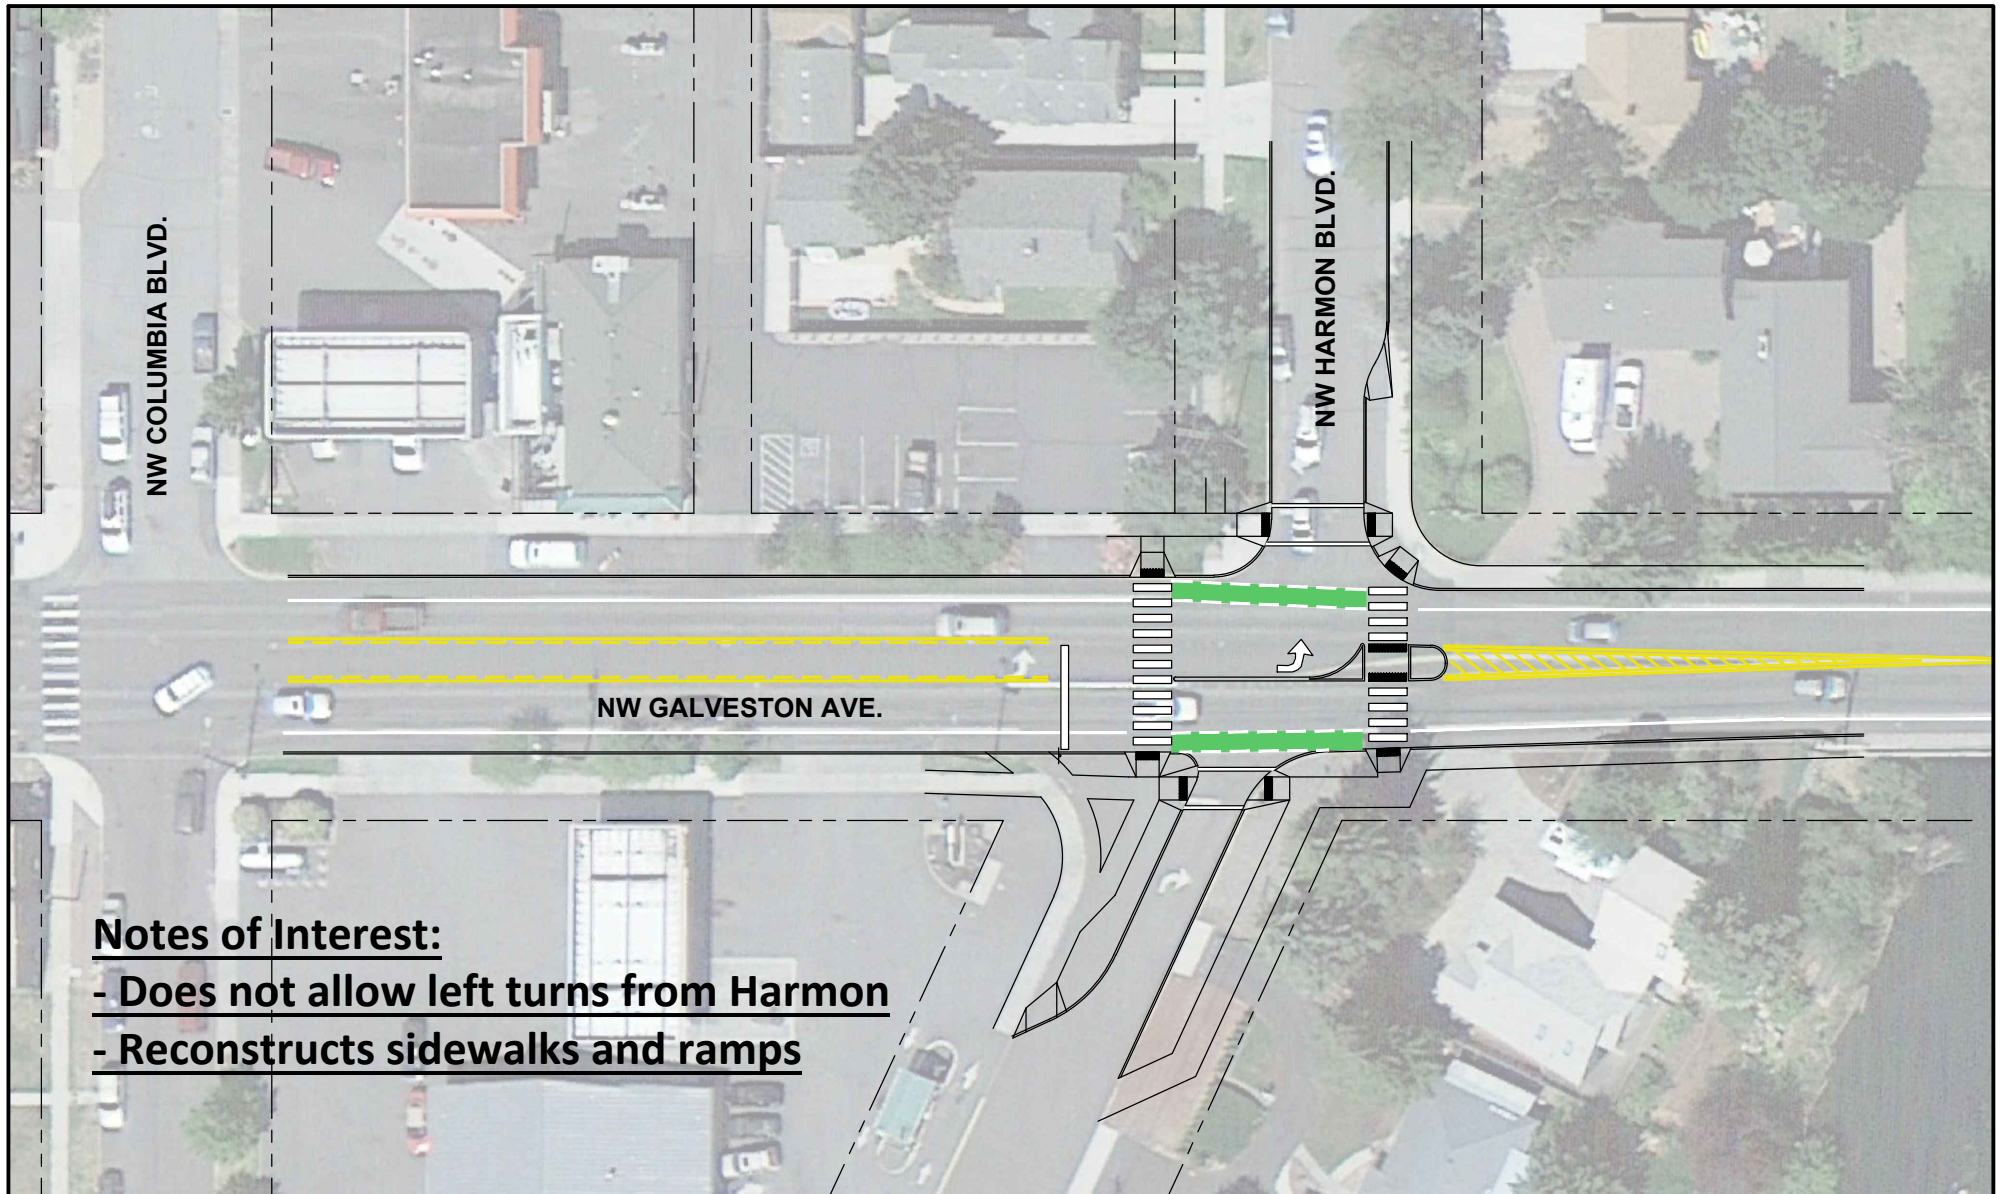 NW COLUMBIA BLVD.
NW HARMON BLVD.
NW GALVESTON AVE.
Notes of Interest:
- Does not allow left turns from Harmon
- Reconstructs sidewalks and ramps